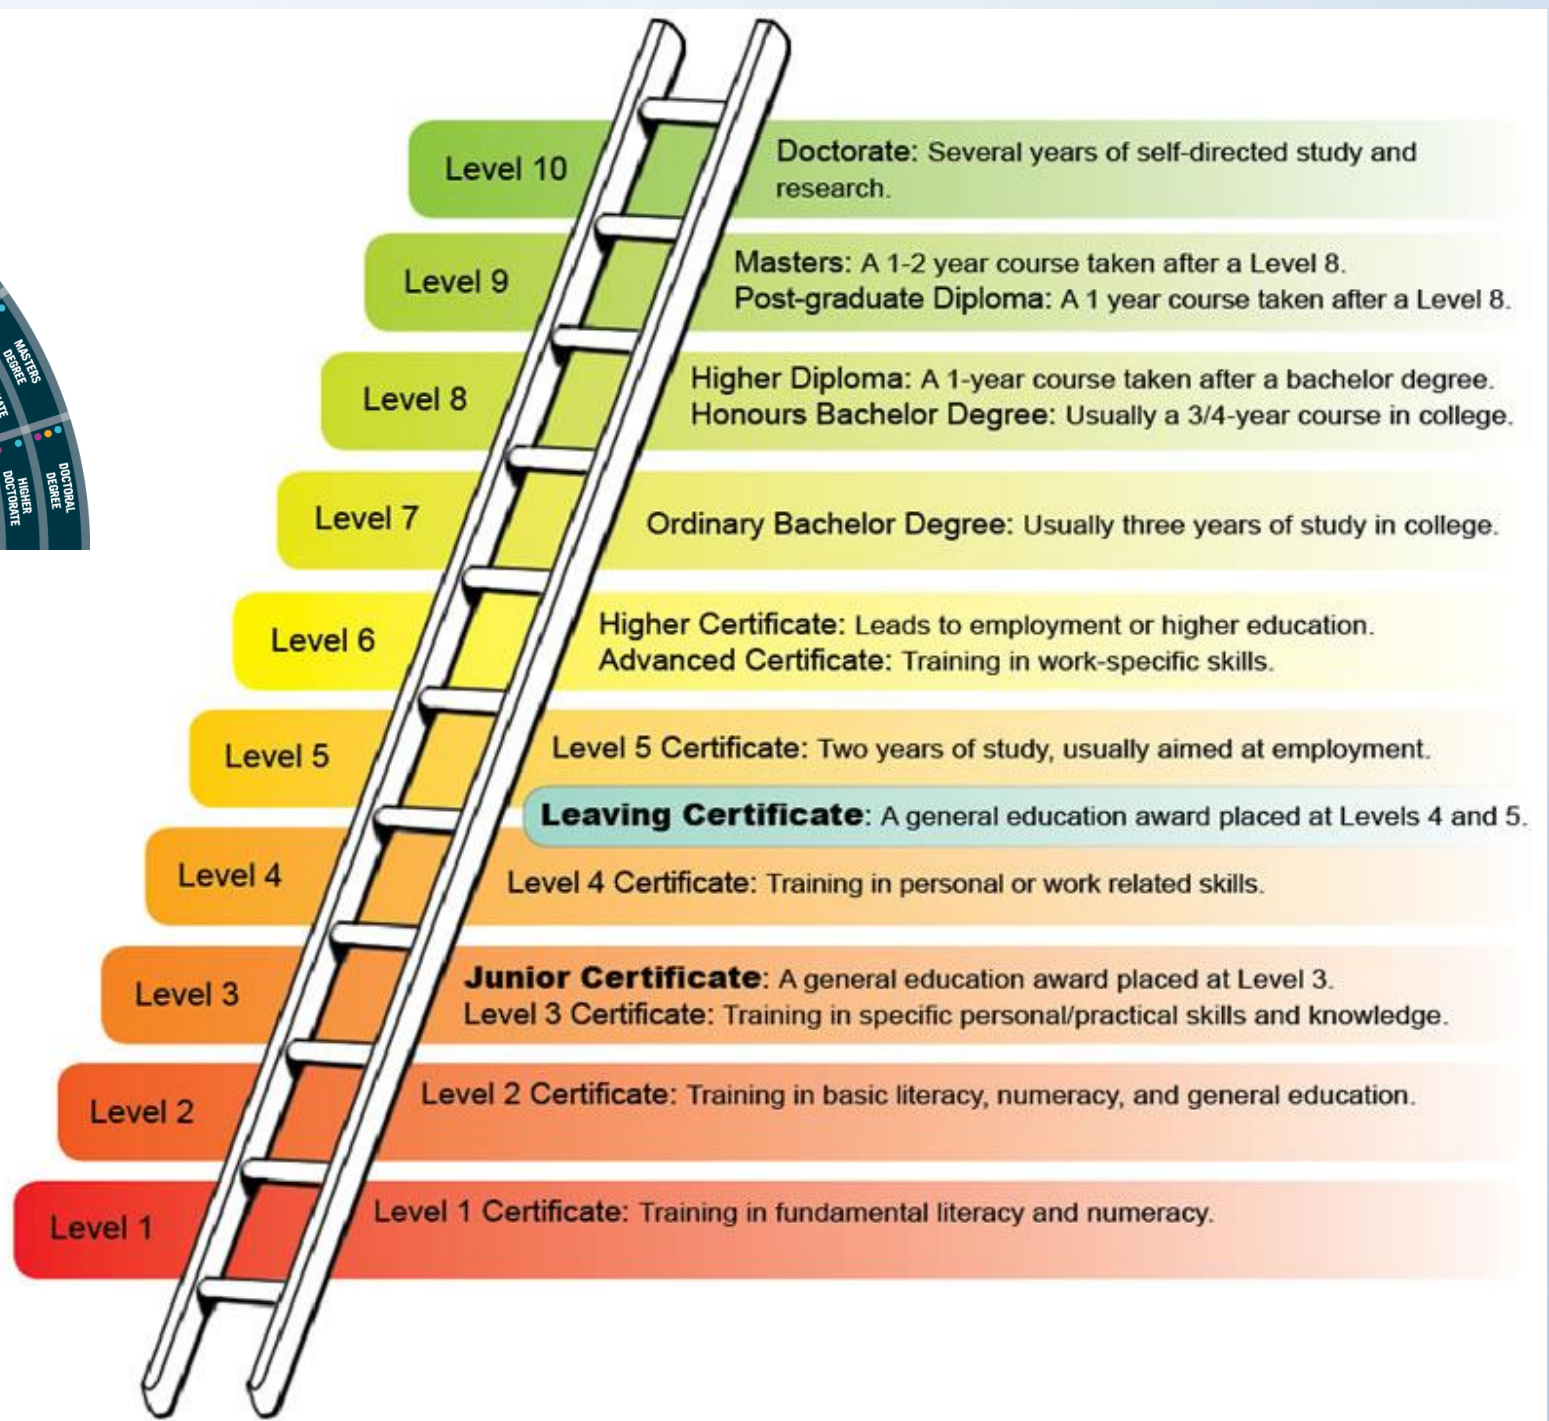 Level 10
Doctorate: Several years of self-directed study and
research.
Level 9
Masters: A 1-2 year course taken after a Level 8.
Post-graduate Diploma: A 1 year course taken after a Level 8.
Level 8
Higher Diploma: A 1-year course taken after a bachelor degree.
Honours Bachelor Degree: Usually a 3/4-year course in college.
Level 7
Ordinary Bachelor Degree: Usually three years of study in college.
Level 6
Higher Certificate: Leads to employment or higher education.
Advanced Certificate: Training in work-specific skills.
Level 5
Level 5 Certificate: Two years of study, usually aimed at employment.
Leaving Certificate: A general education award placed at Levels 4 and 5.
Level 4
Level 4 Certificate: Training in personal or work related skills.
Level 3
Junior Certificate: A general education award placed at Level 3.
Level 3 Certificate: Training in specific personal/practical skills and knowledge.
Level 2
Level 2 Certificate: Training in basic literacy, numeracy, and general education.
Level 1
Level 1 Certificate: Training in fundamental literacy and numeracy.
MASTERS
DEGREE
DOCTORAL
DEGREE
HIGHER
DOCTORATE